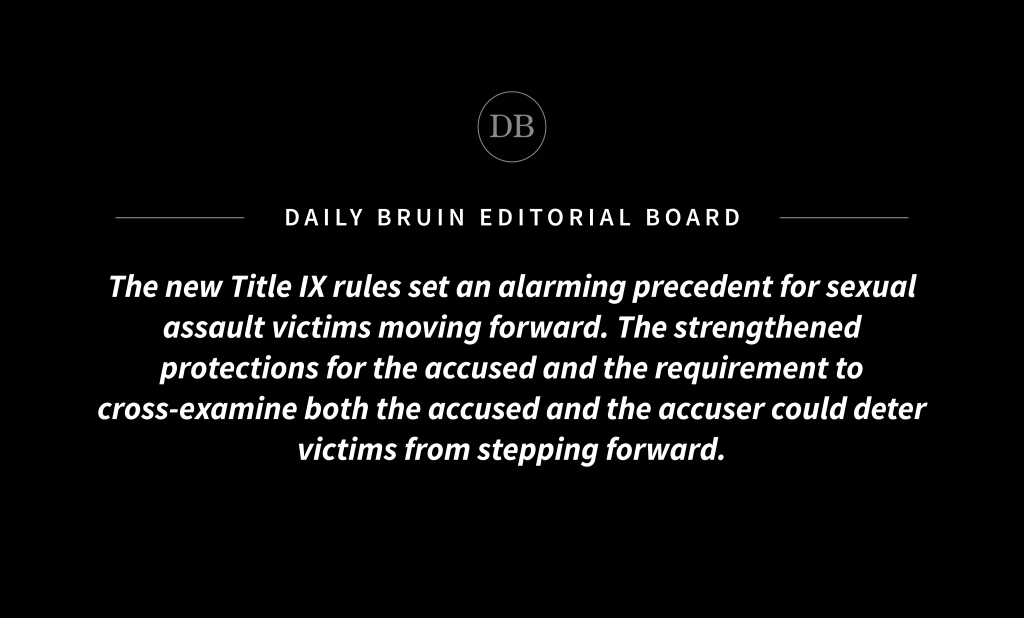 DB
DAILY BRUIN EDITORIAL BOARD
The new Title IX rules set an alarming precedent for sexual
assault victims moving forward. The strengthened
protections for the accused and the requirement to
cross-examine both the accused and the accuser could deter
victims from stepping forward.